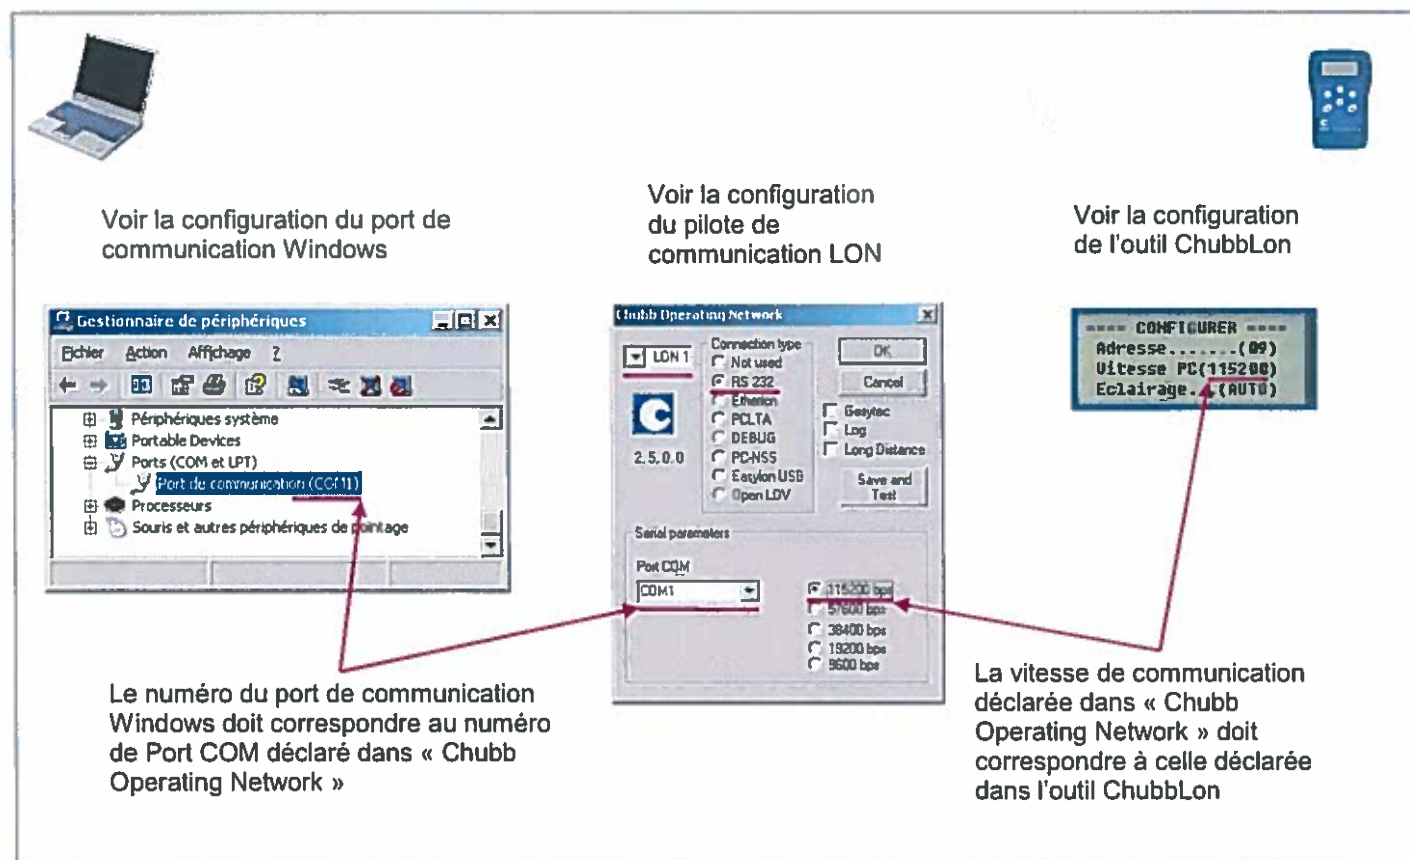 Voir la configuration du port de
communication Windows
Voir la configuration
du pilote de
communication LON
Voir la configuration
de l'outil ChubbLon
Gestionnaire de périphériques
Fichier Action Affichage ?
Périphériques système
Portable Devices
Ports (COM et LPT)
Port de communication (COM1)
Processeurs
Souris et autres périphériques de pointage
Chubb Operating Network
LON 1
2.5.0.0
Connection type
Not used
RS 232
Etherlon
PCLTA
DEBUG
PC-NSS
Easylon USB
Open LDV
OK
Cancel
Gesytec
Log
Long Distance
Save and
Test
Serial parameters
Port COM
COM1
115200 bps
57600 bps
38400 bps
19200 bps
9600 bps
==== CONFIGURER ====
Adresse.......(09)
Vitesse PC(115200)
Eclairage...(AUTO)
Le numéro du port de communication
Windows doit correspondre au numéro
de Port COM déclaré dans « Chubb
Operating Network »
La vitesse de communication
déclarée dans « Chubb
Operating Network » doit
correspondre à celle déclarée
dans l'outil ChubbLon